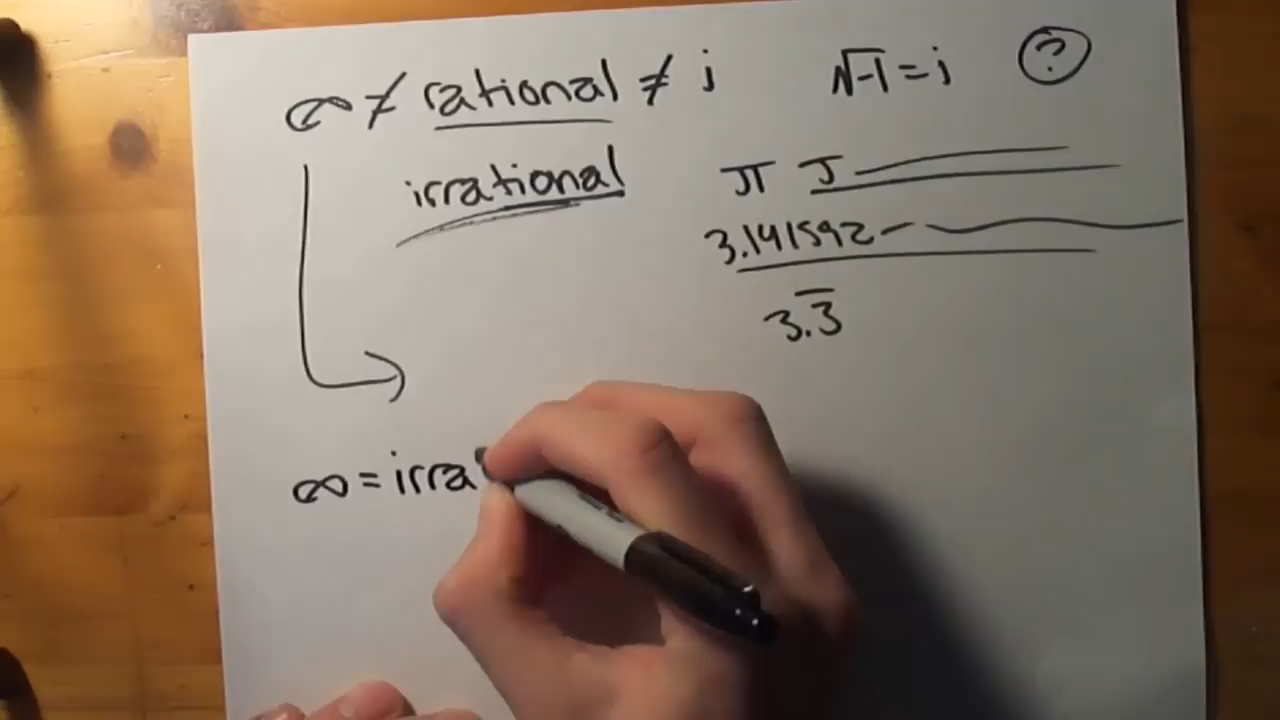 ∞ ≠ rational ≠ i √-1 = i ?
irrational π
3.141592
3.3̅
∞ = irra